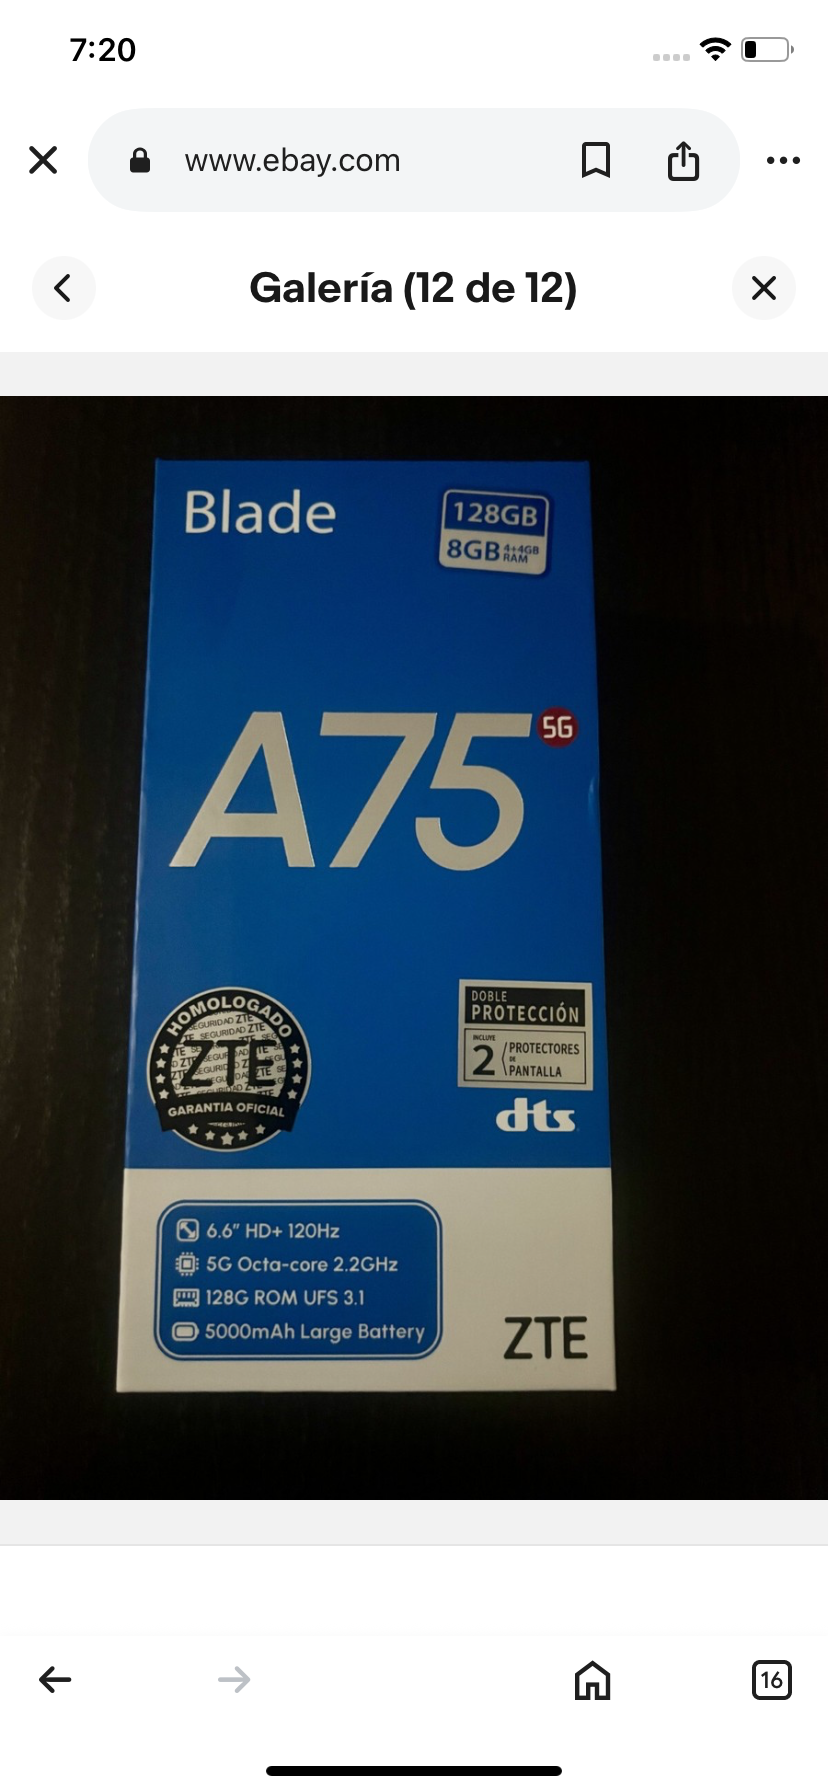 7:20
www.ebay.com
Galería (12 de 12)
Blade
128GB
8GB 4+4GB RAM
A75 5G
HOMOLOGADO
ZTE
GARANTIA OFICIAL
DOBLE
PROTECCIÓN
INCLUYE
2 PROTECTORES
DE
PANTALLA
dts
6.6" HD+ 120Hz
5G Octa-core 2.2GHz
128G ROM UFS 3.1
5000mAh Large Battery
ZTE
16